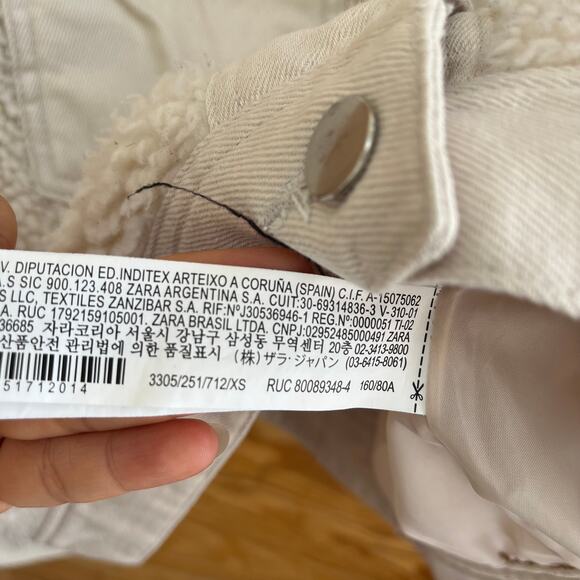 V. DIPUTACION ED.INDITEX ARTEIXO A CORUÑA (SPAIN) C.I.F. A-15075062
A.S SIC 900.123.408 ZARA ARGENTINA S.A. CUIT:30-69314836-3 V-310-01
S LLC, TEXTILES ZANZIBAR S.A. RIF:NºJ30536946-1 REG.Nº0000051 TI-02
A. RUC 1792159105001. ZARA BRASIL LTDA. CNPJ:02952485000491 ZARA
36685 자라코리아 서울시 강남구 삼성동 무역센터 20층 02-3413-9800
산품안전 관리법에 의한 품질표시 (株) ザラ・ジャパン (03-6415-8061)
51712014 3305/251/712/XS RUC 80089348-4 160/80A